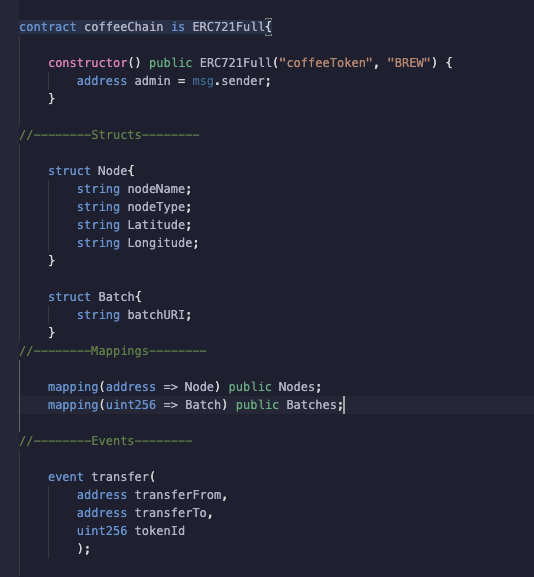 contract coffeeChain is ERC721Full{
constructor() public ERC721Full("coffeeToken", "BREW") {
address admin = msg.sender;
}
//--------Structs--------
struct Node{
string nodeName;
string nodeType;
string Latitude;
string Longitude;
}
struct Batch{
string batchURI;
}
//--------Mappings--------
mapping(address => Node) public Nodes;
mapping(uint256 => Batch) public Batches;
//--------Events--------
event transfer(
address transferFrom,
address transferTo,
uint256 tokenId
);